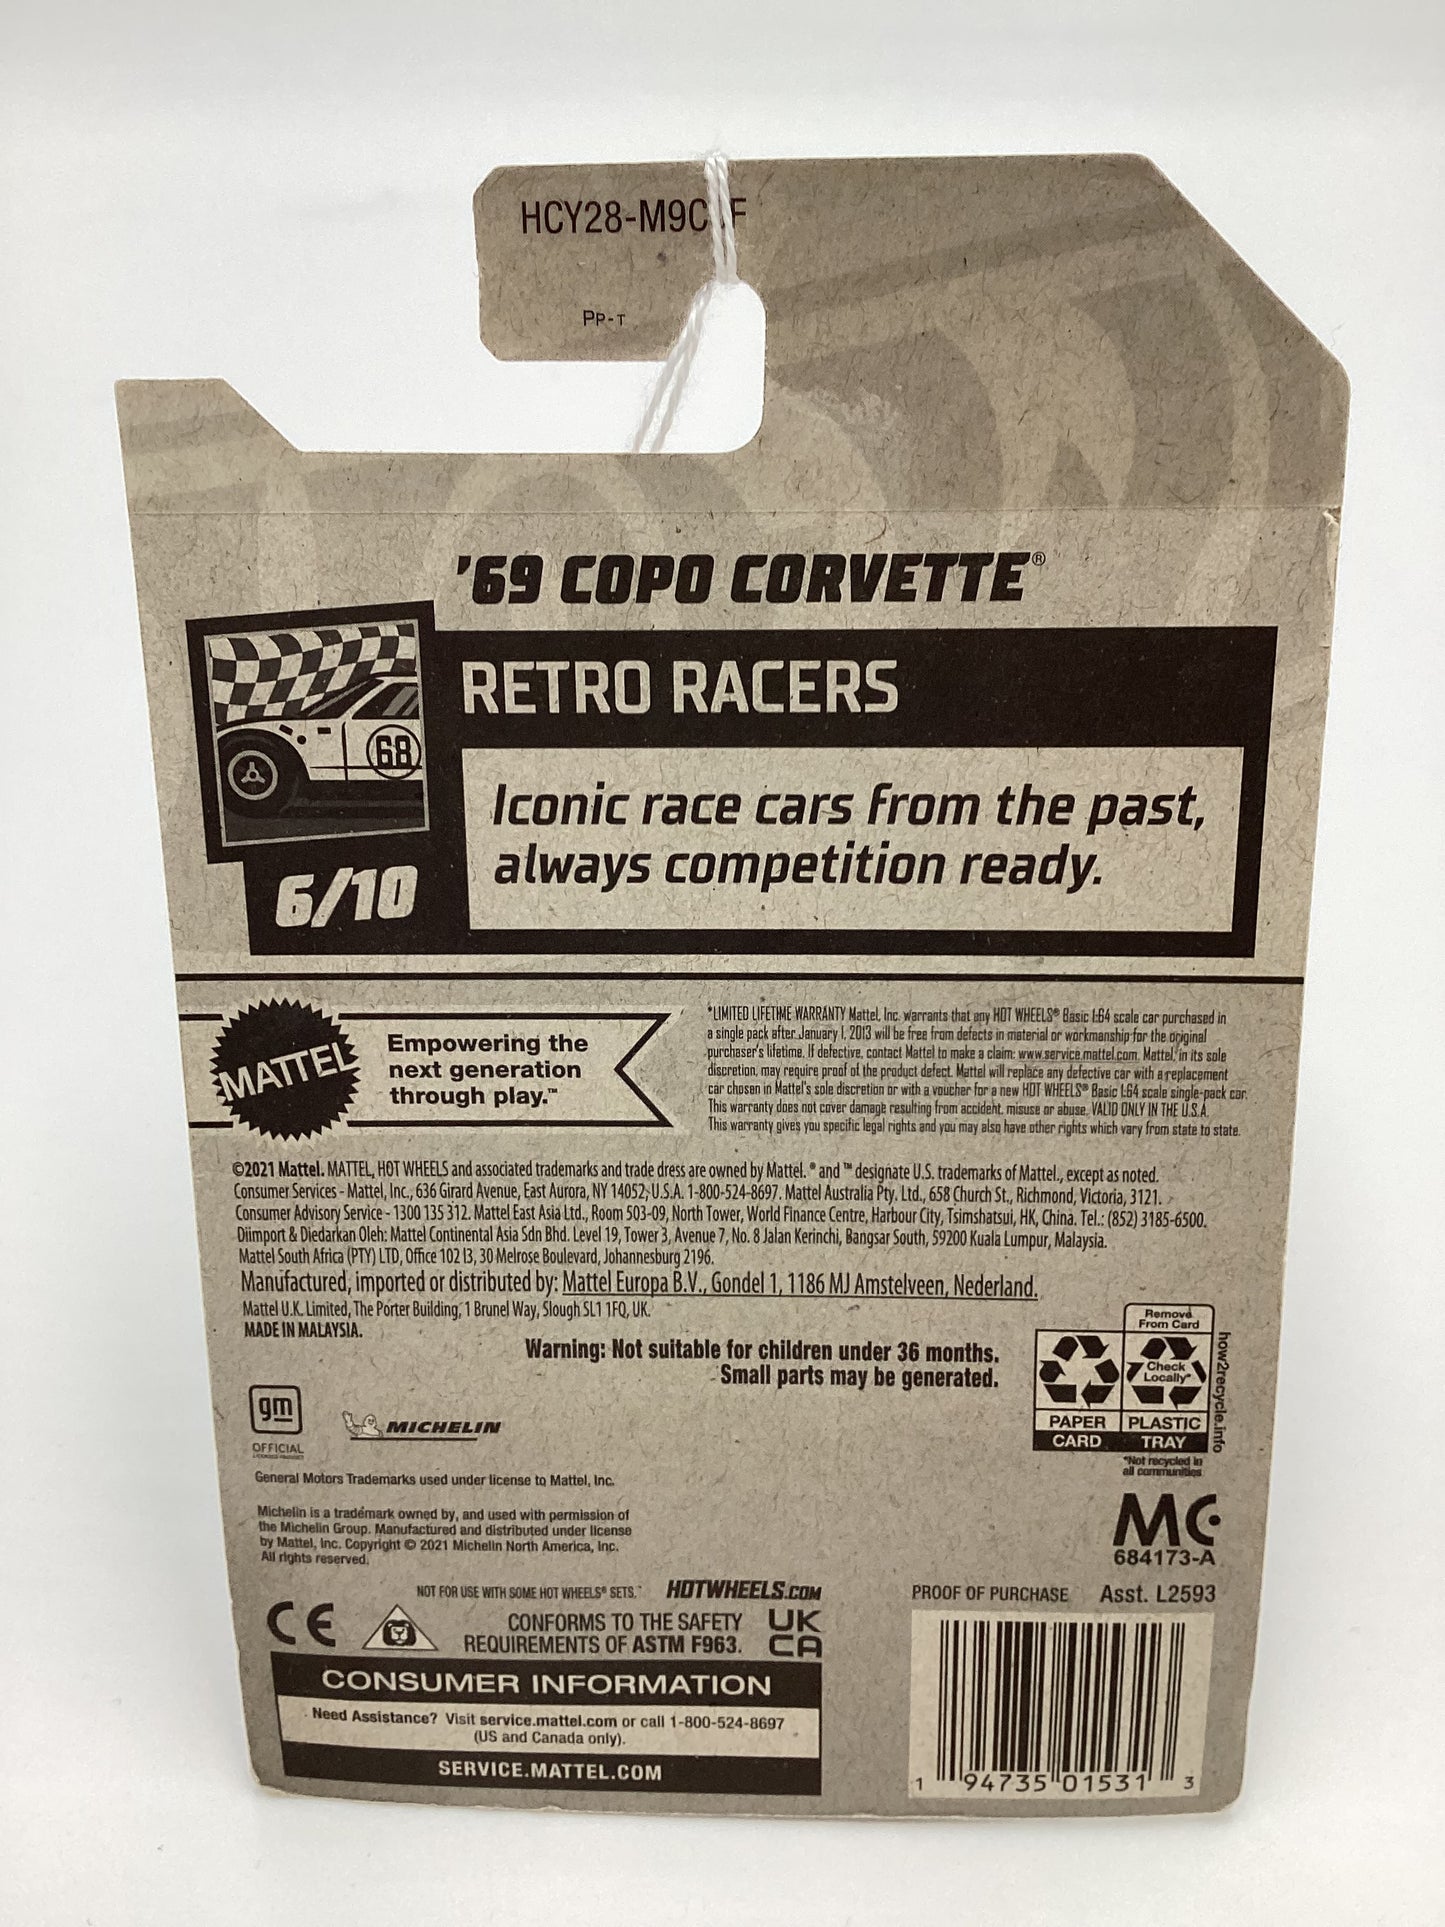 HCY28-M9C
PP-T
'69 COPO CORVETTE®
RETRO RACERS
68
Iconic race cars from the past,
always competition ready.
6/10
MATTEL
Empowering the
next generation
through play.™
*LIMITED LIFETIME WARRANTY Mattel, Inc. warrants that any HOT WHEELS® Basic 1:64 scale car purchased in
a single pack after January 1, 2013 will be free from defects in material or workmanship for the original
purchaser's lifetime. If defective, contact Mattel to make a claim: www.service.mattel.com. Mattel, in its sole
discretion, may require proof of the product defect. Mattel will replace any defective car with a replacement
car chosen in Mattel's sole discretion or with a voucher for a new HOT WHEELS® Basic 1:64 scale single-pack car.
This warranty does not cover damage resulting from accident, misuse or abuse. VALID ONLY IN THE U.S.A.
This warranty gives you specific legal rights and you may also have other rights which vary from state to state.
©2021 Mattel. MATTEL, HOT WHEELS and associated trademarks and trade dress are owned by Mattel. ® and ™ designate U.S. trademarks of Mattel., except as noted.
Consumer Services - Mattel, Inc., 636 Girard Avenue, East Aurora, NY 14052, U.S.A. 1-800-524-8697. Mattel Australia Pty. Ltd., 658 Church St., Richmond, Victoria, 3121.
Consumer Advisory Service - 1300 135 312. Mattel East Asia Ltd., Room 503-09, North Tower, World Finance Centre, Harbour City, Tsimshatsui, HK, China. Tel.: (852) 3185-6500.
Diimport & Diedarkan Oleh: Mattel Continental Asia Sdn Bhd. Level 19, Tower 3, Avenue 7, No. 8 Jalan Kerinchi, Bangsar South, 59200 Kuala Lumpur, Malaysia.
Mattel South Africa (PTY) LTD, Office 102 I3, 30 Melrose Boulevard, Johannesburg 2196.
Manufactured, imported or distributed by: Mattel Europa B.V., Gondel 1, 1186 MJ Amstelveen, Nederland.
Mattel U.K. Limited, The Porter Building, 1 Brunel Way, Slough SL1 1FQ, UK.
MADE IN MALAYSIA.
Warning: Not suitable for children under 36 months.
Small parts may be generated.
Remove
From Card
Check
Locally*
PAPER
CARD
PLASTIC
TRAY
*Not recycled in
all communities
how2recycle.info
gm
OFFICIAL
LICENSED PRODUCT
MICHELIN
General Motors Trademarks used under license to Mattel, Inc.
Michelin is a trademark owned by, and used with permission of
the Michelin Group. Manufactured and distributed under license
by Mattel, Inc. Copyright © 2021 Michelin North America, Inc.
All rights reserved.
MC
684173-A
NOT FOR USE WITH SOME HOT WHEELS® SETS.
HOTWHEELS.COM
PROOF OF PURCHASE Asst. L2593
CE
CONFORMS TO THE SAFETY
REQUIREMENTS OF ASTM F963.
UK
CA
CONSUMER INFORMATION
Need Assistance? Visit service.mattel.com or call 1-800-524-8697
(US and Canada only).
SERVICE.MATTEL.COM
1 94735 01531 3